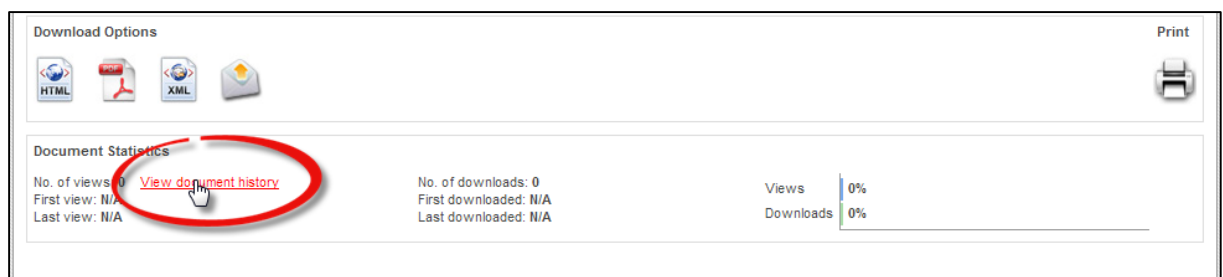 Download Options
Print
HTML
PDF
XML
Document Statistics
No. of views: 0 View document history
First view: N/A
Last view: N/A
No. of downloads: 0
First downloaded: N/A
Last downloaded: N/A
Views 0%
Downloads 0%